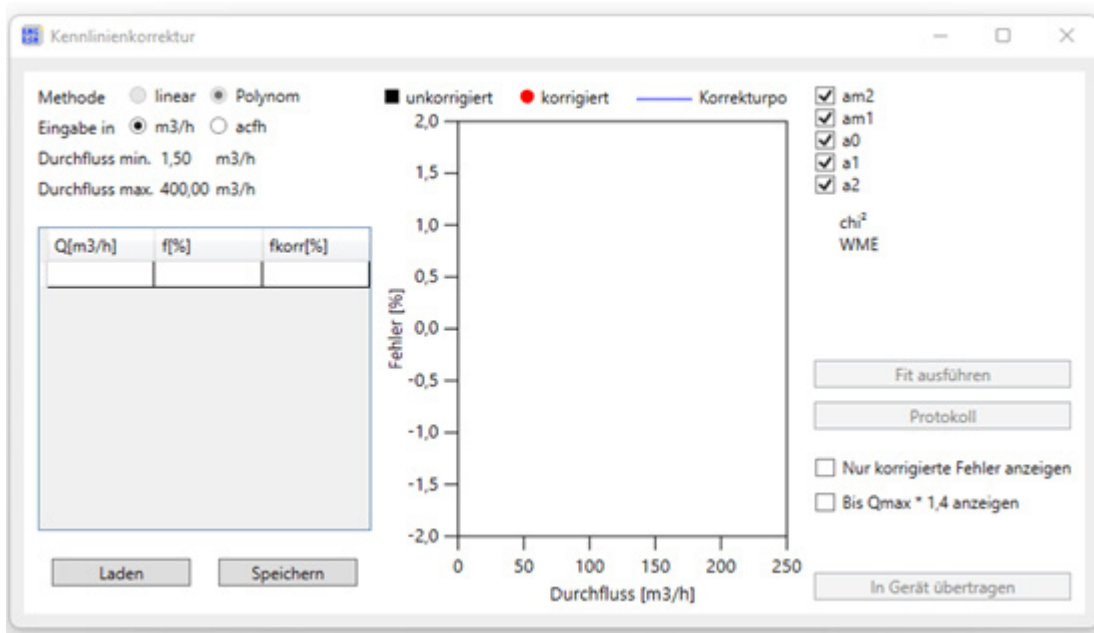 Kennlinienkorrektur
Methode linear Polynom
Eingabe in m3/h acfh
Durchfluss min. 1,50 m3/h
Durchfluss max. 400,00 m3/h
Q[m3/h] f[%] fkorr[%]
Laden Speichern
unkorrigiert korrigiert Korrekturpo
2,0
1,5
1,0
0,5
0,0
-0,5
-1,0
-1,5
-2,0
Fehler [%]
0 50 100 150 200 250
Durchfluss [m3/h]
am2
am1
a0
a1
a2
chi²
WME
Fit ausführen
Protokoll
Nur korrigierte Fehler anzeigen
Bis Qmax * 1,4 anzeigen
In Gerät übertragen